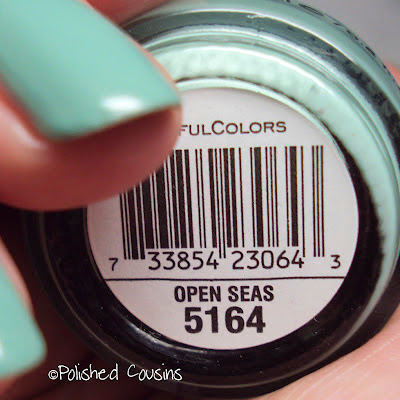 fulColors
7 33854 23064 3
OPEN SEAS
5164
©Polished Cousins